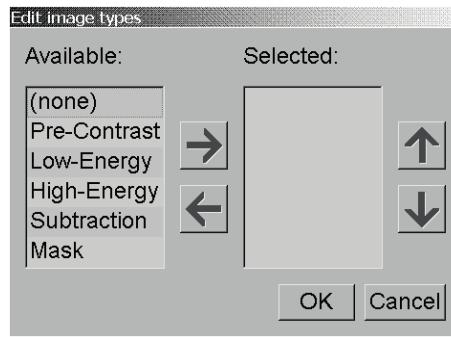 Edit image types
Available:
Selected:
(none)
Pre-Contrast
Low-Energy
High-Energy
Subtraction
Mask
OK
Cancel